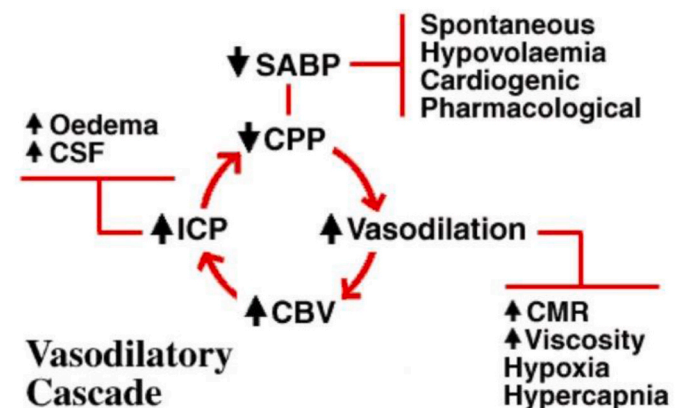 Spontaneous
Hypovolaemia
Cardiogenic
Pharmacological
SABP
Oedema
CSF
CPP
ICP
Vasodilation
CBV
CMR
Viscosity
Hypoxia
Hypercapnia
Vasodilatory
Cascade